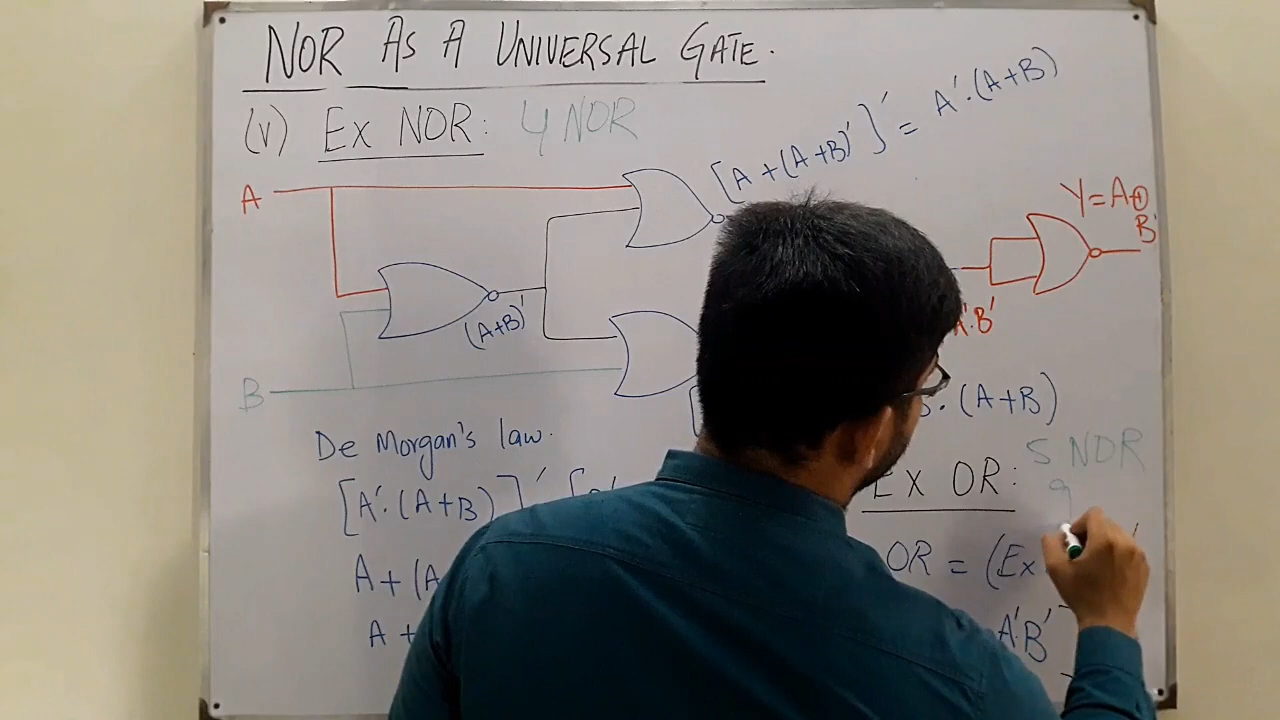 NOR AS A UNIVERSAL GATE.
(v) EX NOR: 4 NOR
[A+(A+B)']' = A'.(A+B)
A
Y=A⊕
B
(A+B)'
A'.B'
B
.(A+B)
De Morgan's law.
5 NOR
[A'.(A+B)]'
EX OR:
A+(A
OR = (Ex
A +
A'.B'